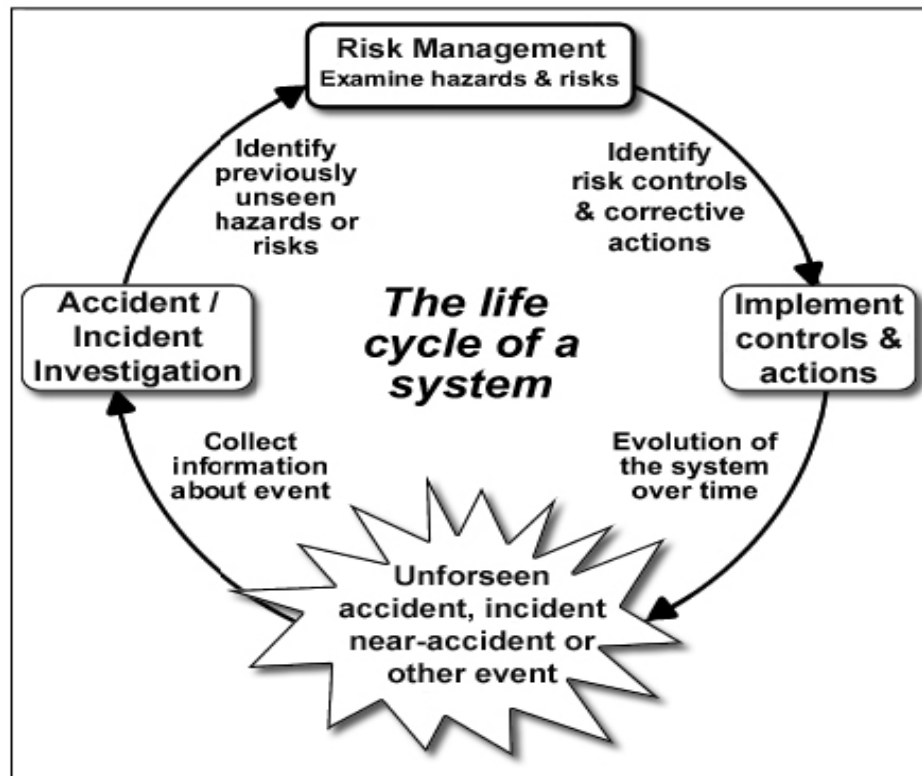 Risk Management
Examine hazards & risks
Identify
previously
unseen
hazards or
risks
Identify
risk controls
& corrective
actions
Accident /
Incident
Investigation
The life
cycle of a
system
Implement
controls &
actions
Collect
information
about event
Evolution of
the system
over time
Unforseen
accident, incident
near-accident or
other event